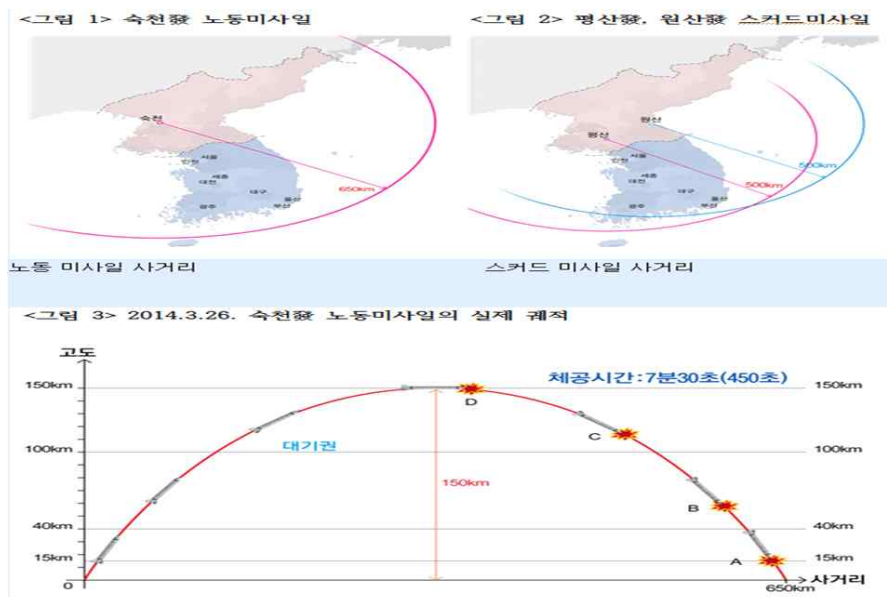 <그림 1> 숙천發 노동미사일
<그림 2> 평산發, 원산發 스커드미사일
숙천
서울
인천
세종
대전
대구
울산
광주
부산
650km
원산
평산
서울
인천
세종
대전
대구
울산
광주
부산
500km
500km
노동 미사일 사거리
스커드 미사일 사거리
<그림 3> 2014.3.26. 숙천發 노동미사일의 실제 궤적
고도
체공시간:7분30초(450초)
150km
150km
D
C
대기권
100km
100km
150km
B
40km
40km
A
15km
15km
0
650km
사거리